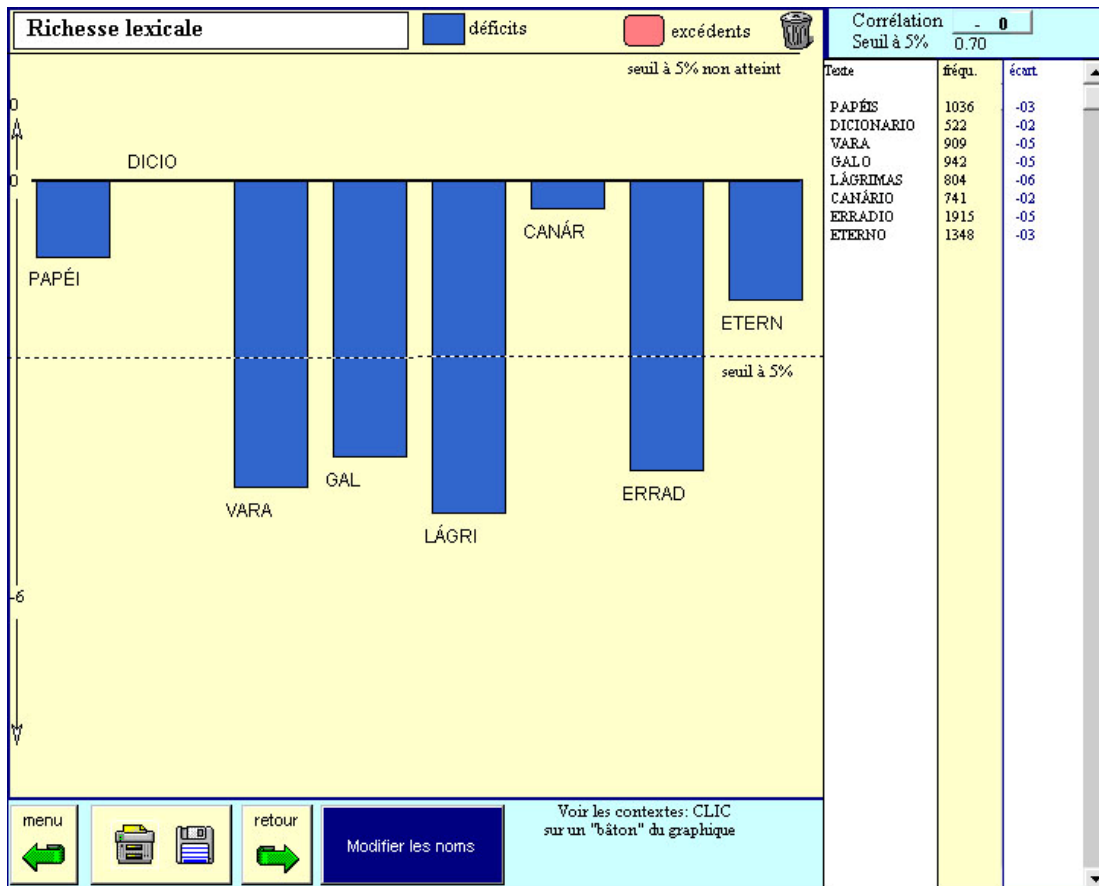 Richesse lexicale
déficits
excédents
Corrélation - 0
Seuil à 5% 0.70
seuil à 5% non atteint
Texte fréqu. écart
PAPÉIS 1036 -03
DICIONARIO 522 -02
VARA 909 -05
GALO 942 -05
LÁGRIMAS 804 -06
CANÁRIO 741 -02
ERRADIO 1915 -05
ETERNO 1348 -03
0
DICIO
0
CANÁR
PAPÉI
ETERN
seuil à 5%
GAL
ERRAD
VARA
LÁGRI
-6
menu
retour
Modifier les noms
Voir les contextes: CLIC
sur un "bâton" du graphique